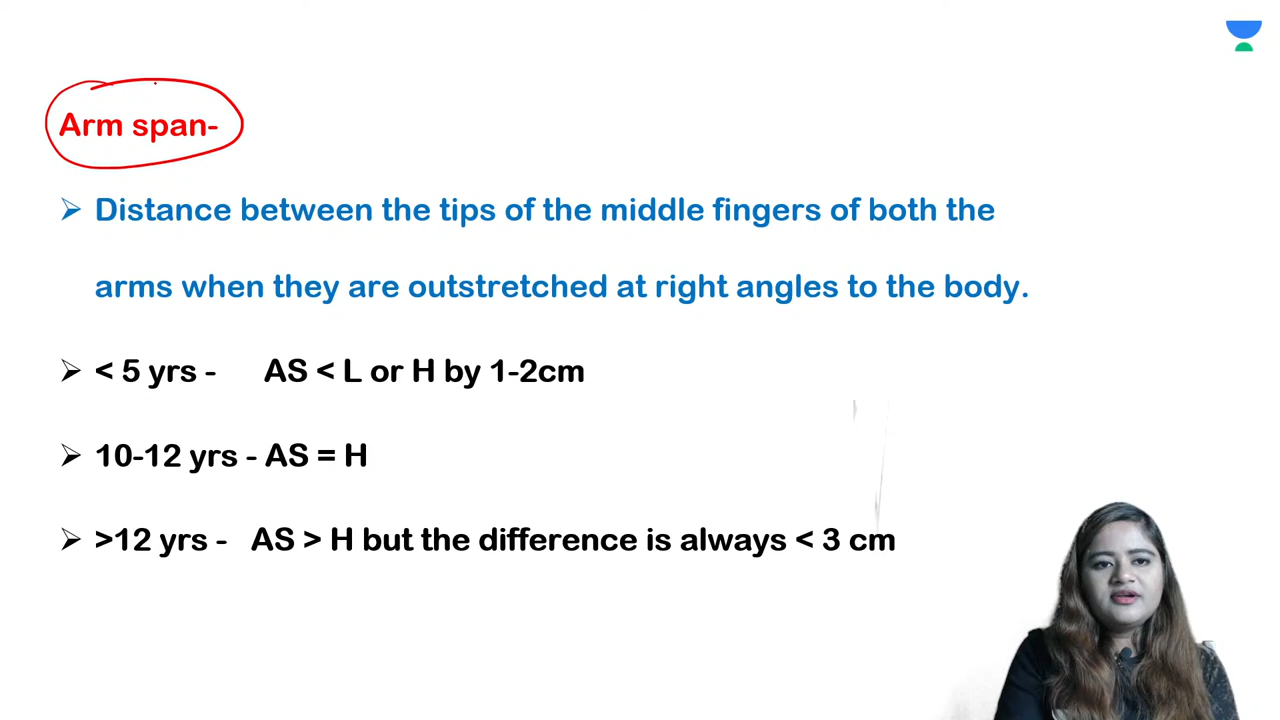 Arm span-
➢ Distance between the tips of the middle fingers of both the
arms when they are outstretched at right angles to the body.
➢ < 5 yrs - AS < L or H by 1-2cm
➢ 10-12 yrs - AS = H
➢ >12 yrs - AS > H but the difference is always < 3 cm